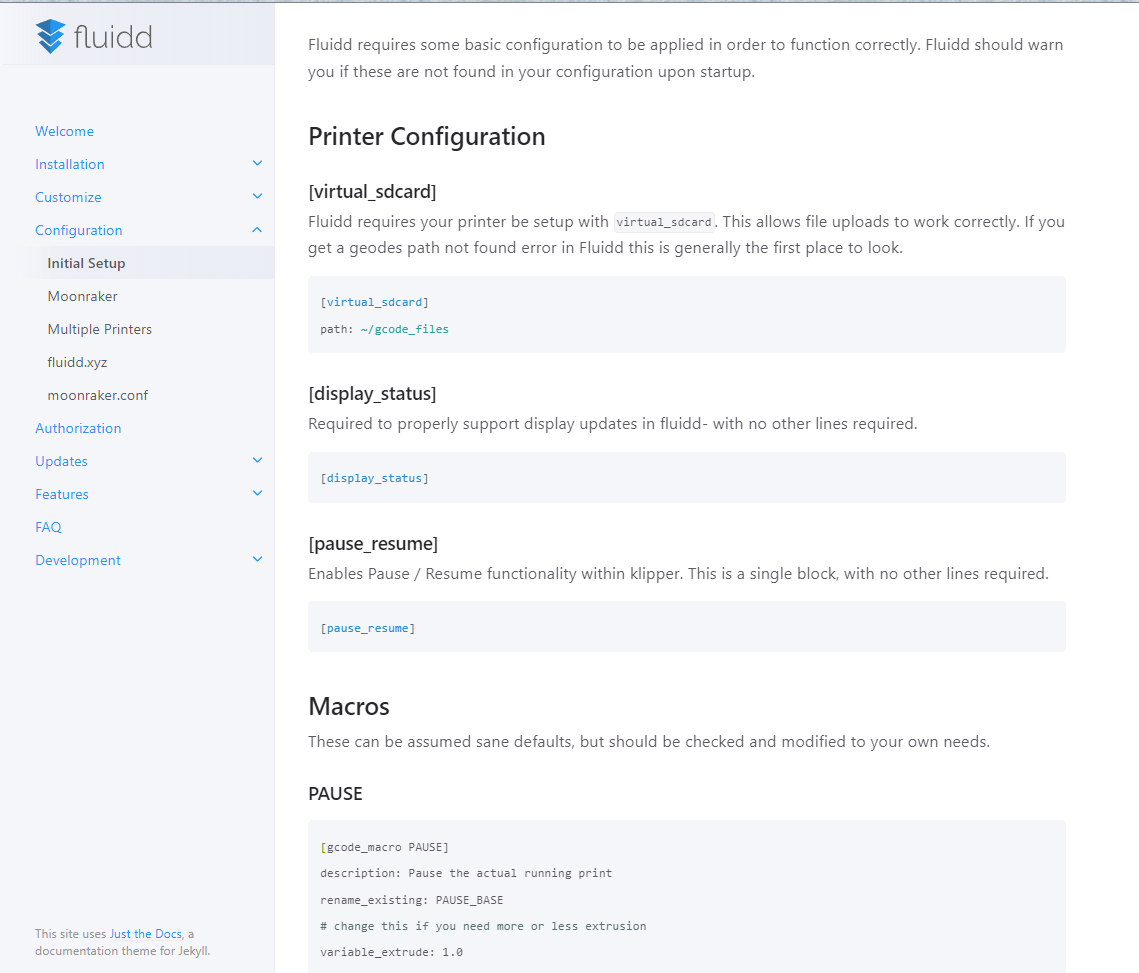 fluidd
Welcome
Installation
Customize
Configuration
Initial Setup
Moonraker
Multiple Printers
fluidd.xyz
moonraker.conf
Authorization
Updates
Features
FAQ
Development
This site uses Just the Docs, a
documentation theme for Jekyll.
Fluidd requires some basic configuration to be applied in order to function correctly. Fluidd should warn
you if these are not found in your configuration upon startup.
Printer Configuration
[virtual_sdcard]
Fluidd requires your printer be setup with virtual_sdcard. This allows file uploads to work correctly. If you
get a geodes path not found error in Fluidd this is generally the first place to look.
[virtual_sdcard]
path: ~/gcode_files
[display_status]
Required to properly support display updates in fluidd- with no other lines required.
[display_status]
[pause_resume]
Enables Pause / Resume functionality within klipper. This is a single block, with no other lines required.
[pause_resume]
Macros
These can be assumed sane defaults, but should be checked and modified to your own needs.
PAUSE
[gcode_macro PAUSE]
description: Pause the actual running print
rename_existing: PAUSE_BASE
# change this if you need more or less extrusion
variable_extrude: 1.0